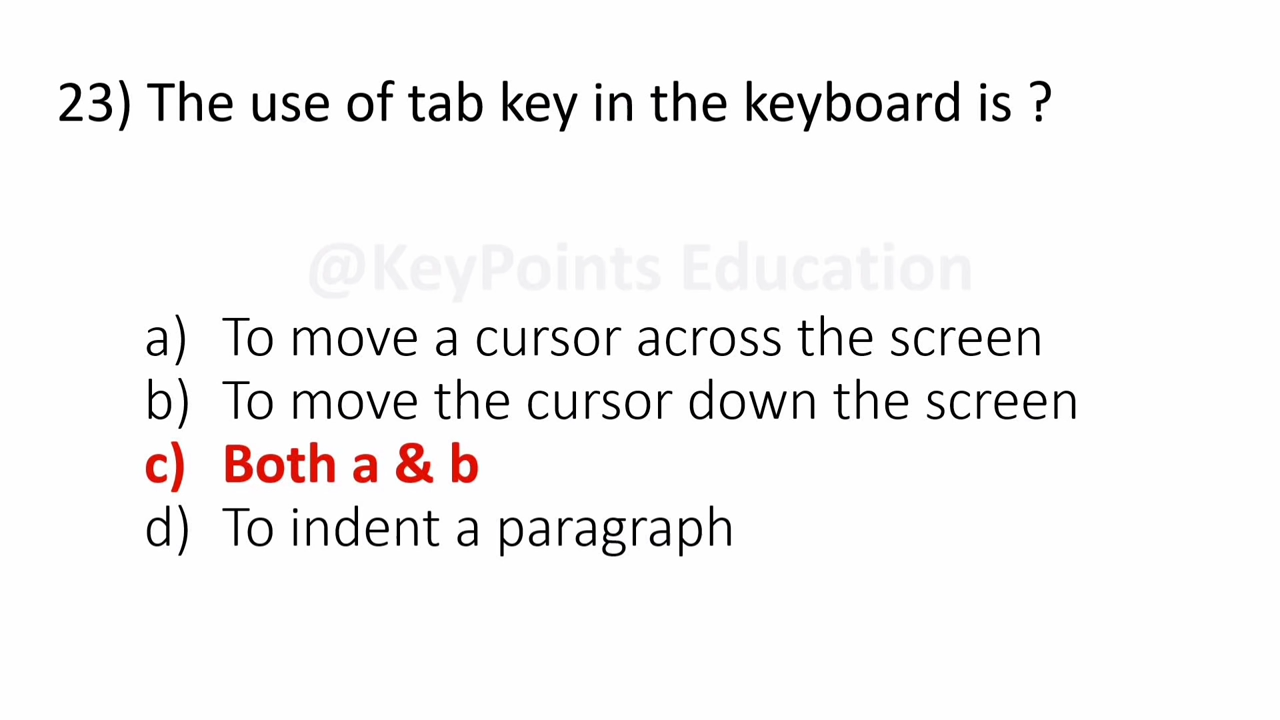 23) The use of tab key in the keyboard is ?
@KeyPoints Education
a) To move a cursor across the screen
b) To move the cursor down the screen
c) Both a & b
d) To indent a paragraph